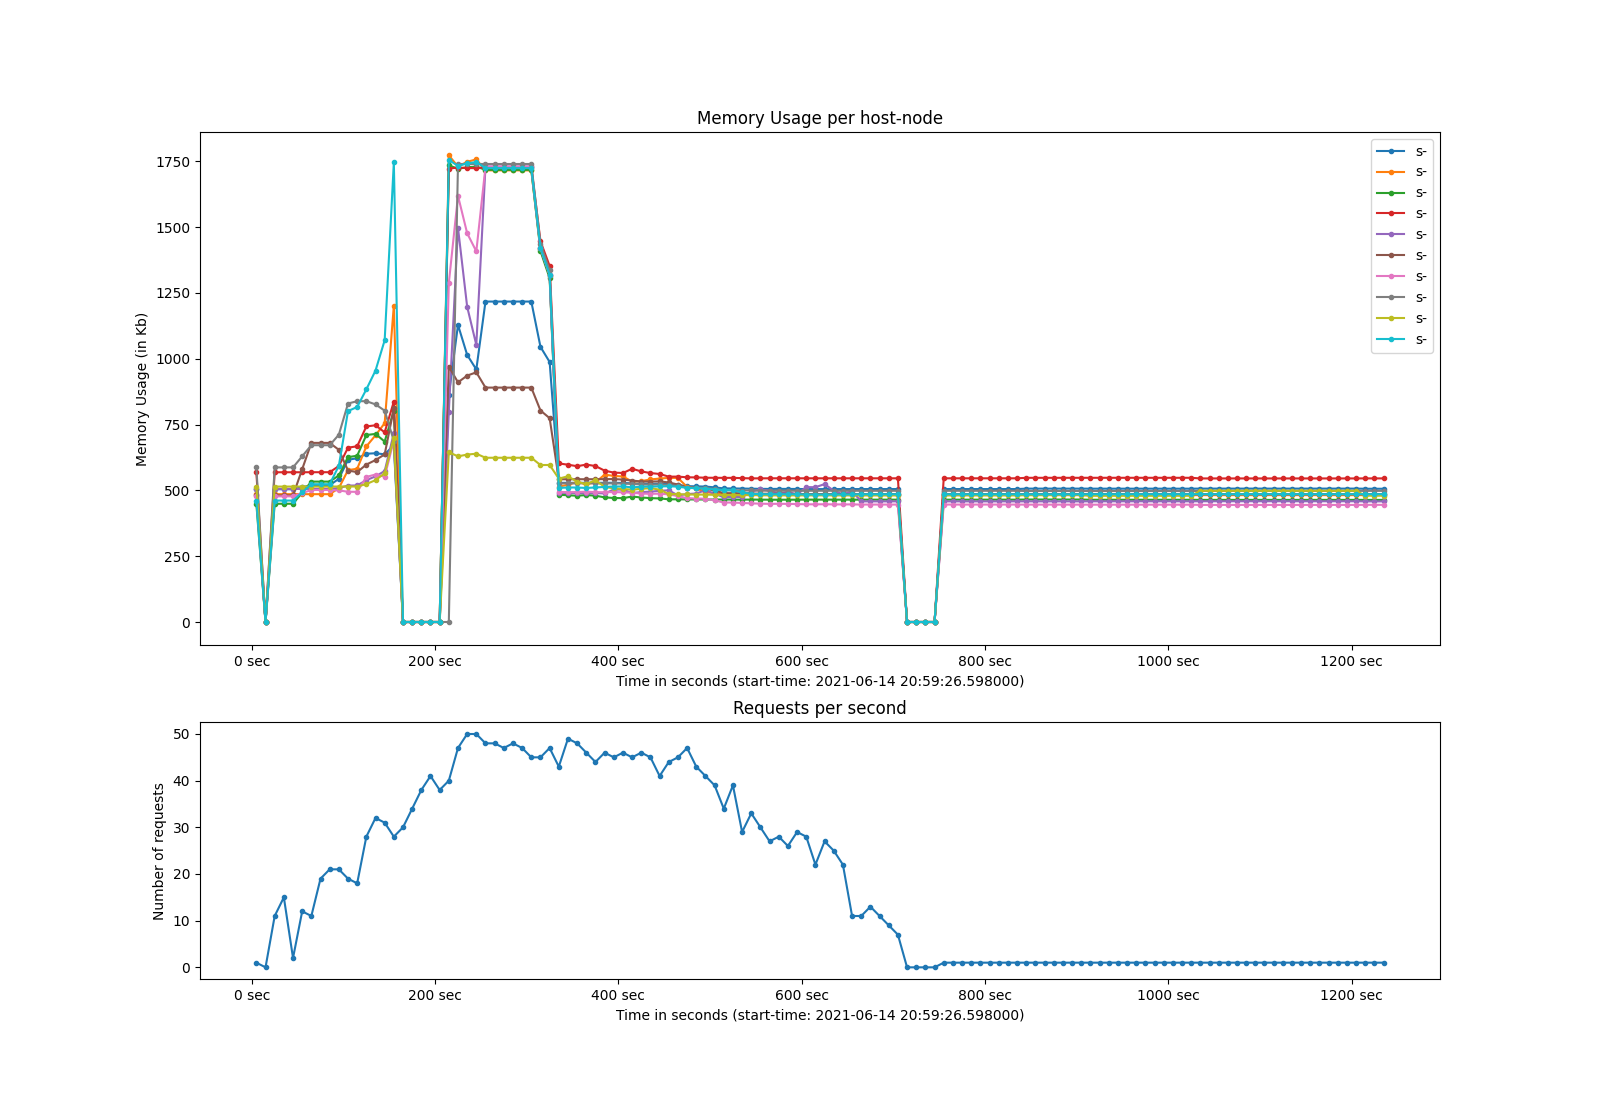 Memory Usage per host-node
Memory Usage (in Kb)
1750
1500
1250
1000
750
500
250
0
s-
s-
s-
s-
s-
s-
s-
s-
s-
s-
0 sec 200 sec 400 sec 600 sec 800 sec 1000 sec 1200 sec
Time in seconds (start-time: 2021-06-14 20:59:26.598000)
Requests per second
Number of requests
50
40
30
20
10
0
0 sec 200 sec 400 sec 600 sec 800 sec 1000 sec 1200 sec
Time in seconds (start-time: 2021-06-14 20:59:26.598000)